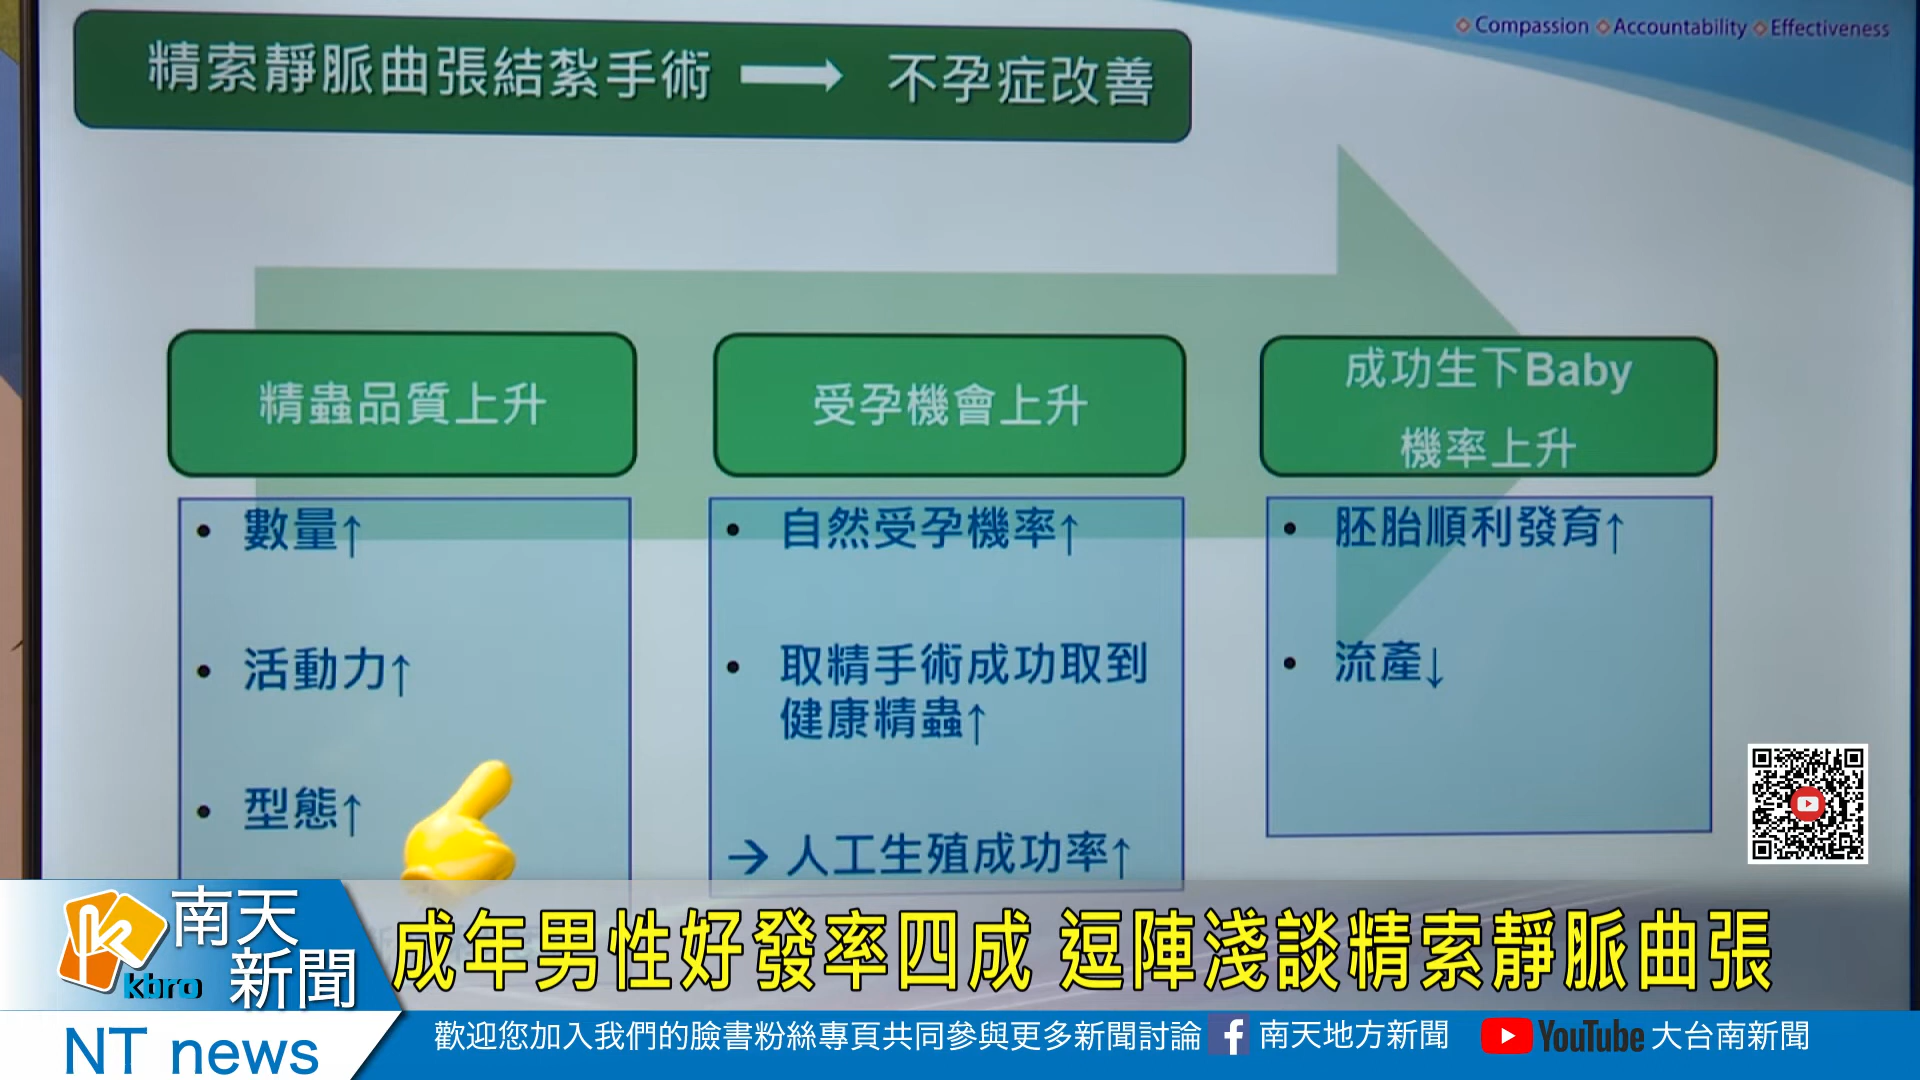 ◇Compassion ◇Accountability ◇Effectiveness
精索靜脈曲張結紮手術 → 不孕症改善
精蟲品質上升
• 數量↑
• 活動力↑
• 型態↑
受孕機會上升
• 自然受孕機率↑
• 取精手術成功取到
健康精蟲↑
→ 人工生殖成功率↑
成功生下Baby
機率上升
• 胚胎順利發育↑
• 流產↓
南天
新聞
kbro
成年男性好發率四成 逗陣淺談精索靜脈曲張
NT news
歡迎您加入我們的臉書粉絲專頁共同參與更多新聞討論 f 南天地方新聞 YouTube 大台南新聞